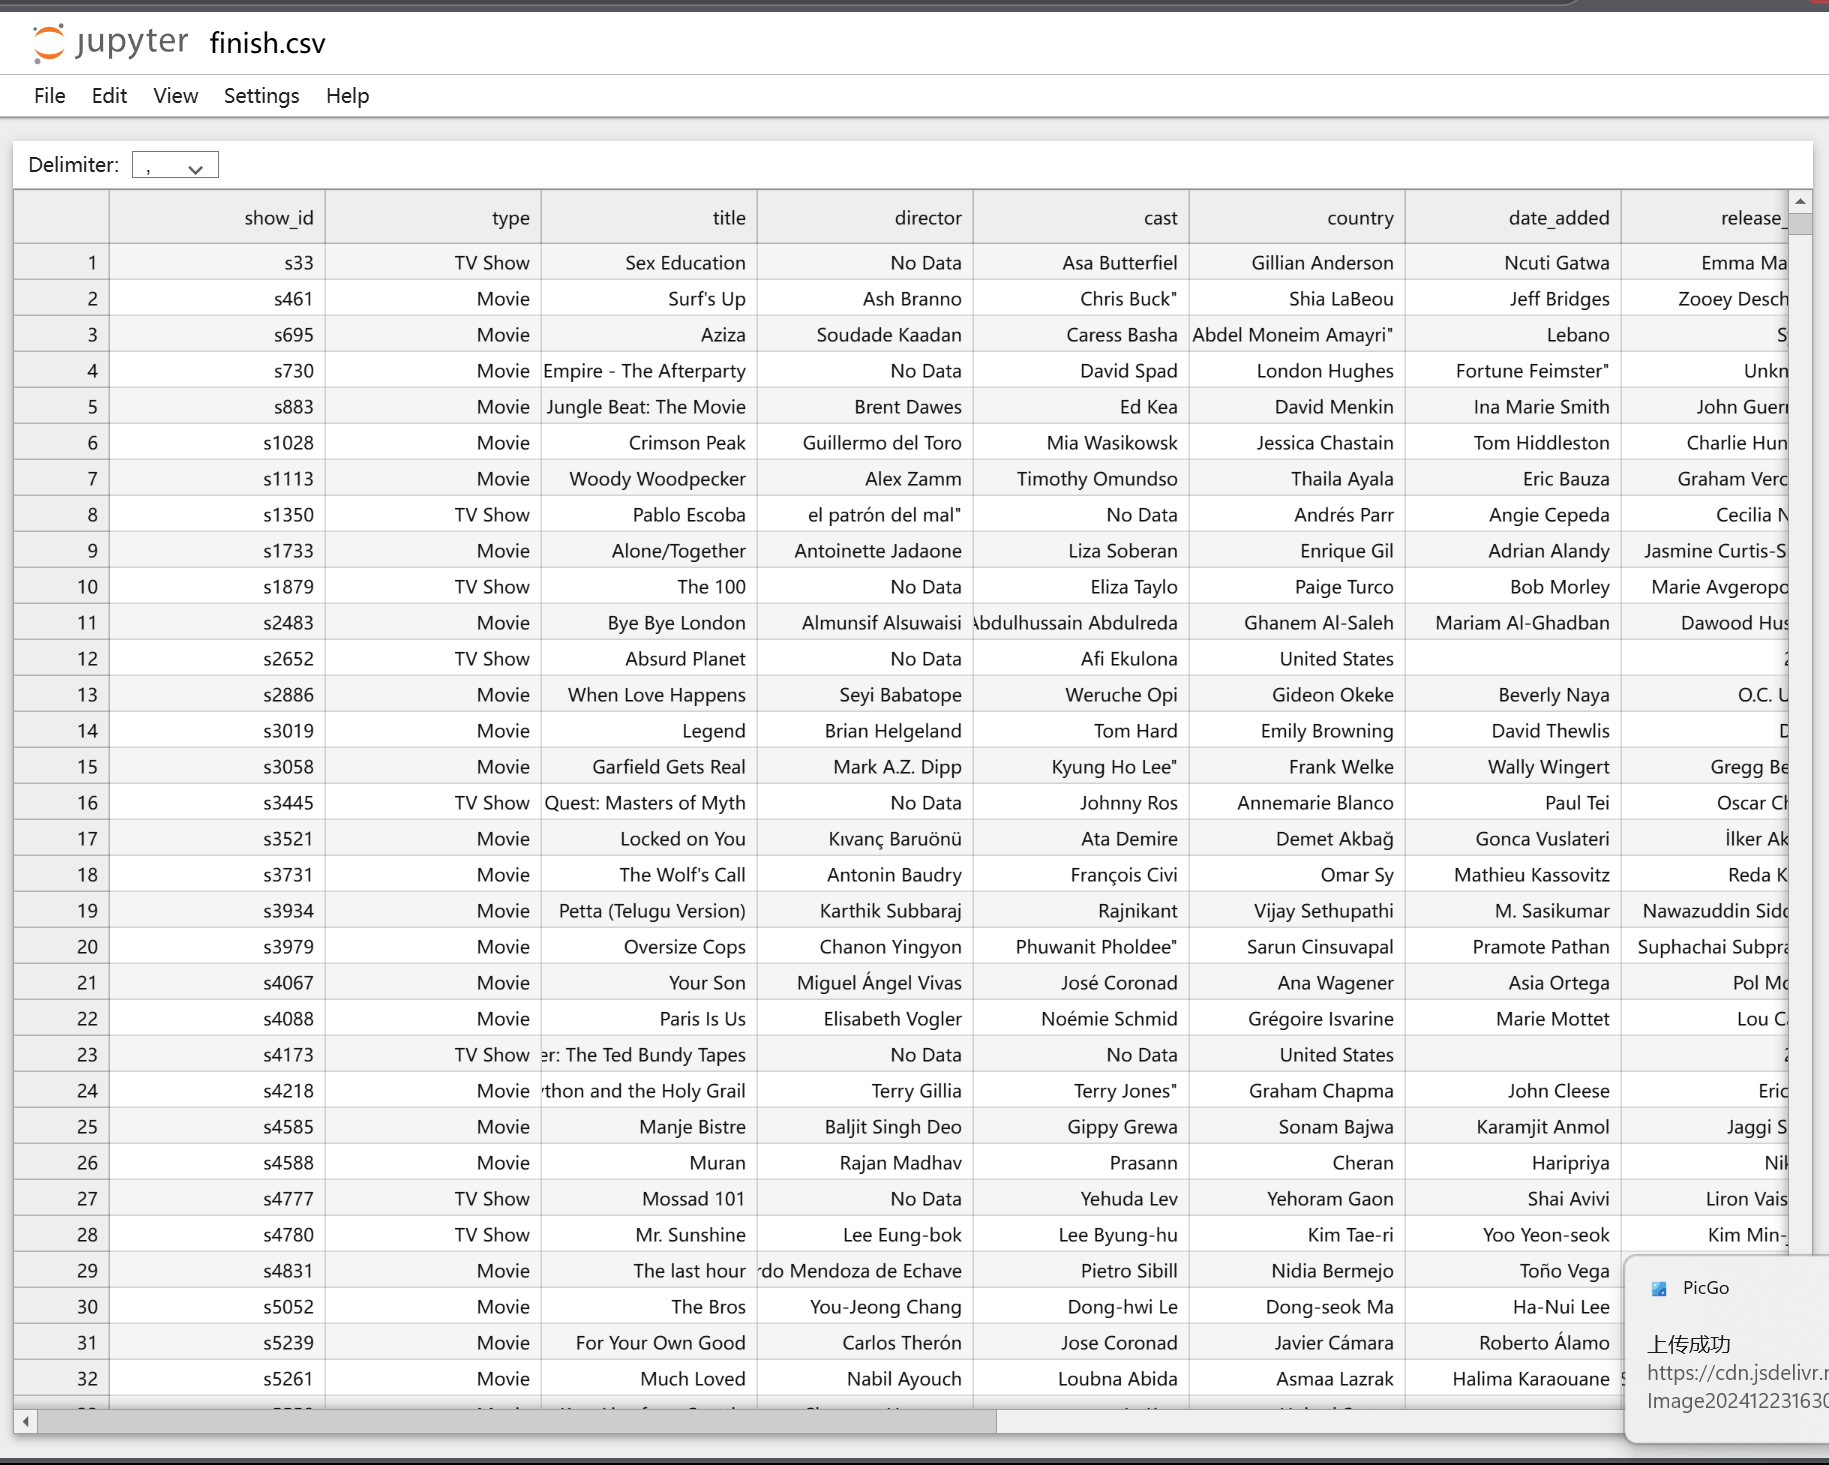 jupyter finish.csv
File Edit View Settings Help
Delimiter: ,
show_id type title director cast country date_added release_
1 s33 TV Show Sex Education No Data Asa Butterfiel Gillian Anderson Ncuti Gatwa Emma Ma
2 s461 Movie Surf's Up Ash Branno Chris Buck" Shia LaBeou Jeff Bridges Zooey Desch
3 s695 Movie Aziza Soudade Kaadan Caress Basha Abdel Moneim Amayri" Lebano
4 s730 Movie Empire - The Afterparty No Data David Spad London Hughes Fortune Feimster" Unkn
5 s883 Movie Jungle Beat: The Movie Brent Dawes Ed Kea David Menkin Ina Marie Smith John Guer
6 s1028 Movie Crimson Peak Guillermo del Toro Mia Wasikowsk Jessica Chastain Tom Hiddleston Charlie Hun
7 s1113 Movie Woody Woodpecker Alex Zamm Timothy Omundso Thaila Ayala Eric Bauza Graham Verc
8 s1350 TV Show Pablo Escoba el patrón del mal" No Data Andrés Parr Angie Cepeda Cecilia N
9 s1733 Movie Alone/Together Antoinette Jadaone Liza Soberan Enrique Gil Adrian Alandy Jasmine Curtis-S
10 s1879 TV Show The 100 No Data Eliza Taylo Paige Turco Bob Morley Marie Avgeropo
11 s2483 Movie Bye Bye London Almunsif Alsuwaisi Abdulhussain Abdulreda Ghanem Al-Saleh Mariam Al-Ghadban Dawood Hus
12 s2652 TV Show Absurd Planet No Data Afi Ekulona United States 2
13 s2886 Movie When Love Happens Seyi Babatope Weruche Opi Gideon Okeke Beverly Naya O.C. U
14 s3019 Movie Legend Brian Helgeland Tom Hard Emily Browning David Thewlis
15 s3058 Movie Garfield Gets Real Mark A.Z. Dipp Kyung Ho Lee" Frank Welke Wally Wingert Gregg Be
16 s3445 TV Show Quest: Masters of Myth No Data Johnny Ros Annemarie Blanco Paul Tei Oscar Ch
17 s3521 Movie Locked on You Kıvanç Baruönü Ata Demire Demet Akbağ Gonca Vuslateri İlker Ak
18 s3731 Movie The Wolf's Call Antonin Baudry François Civi Omar Sy Mathieu Kassovitz Reda K
19 s3934 Movie Petta (Telugu Version) Karthik Subbaraj Rajnikant Vijay Sethupathi M. Sasikumar Nawazuddin Sidd
20 s3979 Movie Oversize Cops Chanon Yingyon Phuwanit Pholdee" Sarun Cinsuvapal Pramote Pathan Suphachai Subpra
21 s4067 Movie Your Son Miguel Ángel Vivas José Coronad Ana Wagener Asia Ortega Pol Mo
22 s4088 Movie Paris Is Us Elisabeth Vogler Noémie Schmid Grégoire Isvarine Marie Mottet Lou Ca
23 s4173 TV Show er: The Ted Bundy Tapes No Data No Data United States 2
24 s4218 Movie ython and the Holy Grail Terry Gillia Terry Jones" Graham Chapma John Cleese Eric
25 s4585 Movie Manje Bistre Baljit Singh Deo Gippy Grewa Sonam Bajwa Karamjit Anmol Jaggi S
26 s4588 Movie Muran Rajan Madhav Prasann Cheran Haripriya Nik
27 s4777 TV Show Mossad 101 No Data Yehuda Lev Yehoram Gaon Shai Avivi Liron Vais
28 s4780 TV Show Mr. Sunshine Lee Eung-bok Lee Byung-hu Kim Tae-ri Yoo Yeon-seok Kim Min-
29 s4831 Movie The last hour rdo Mendoza de Echave Pietro Sibill Nidia Bermejo Toño Vega
30 s5052 Movie The Bros You-Jeong Chang Dong-hwi Le Dong-seok Ma Ha-Nui Lee
31 s5239 Movie For Your Own Good Carlos Therón Jose Coronad Javier Cámara Roberto Álamo
32 s5261 Movie Much Loved Nabil Ayouch Loubna Abida Asmaa Lazrak Halima Karaouane
PicGo
上传成功
https://cdn.jsdelivr.r
Image202412231630